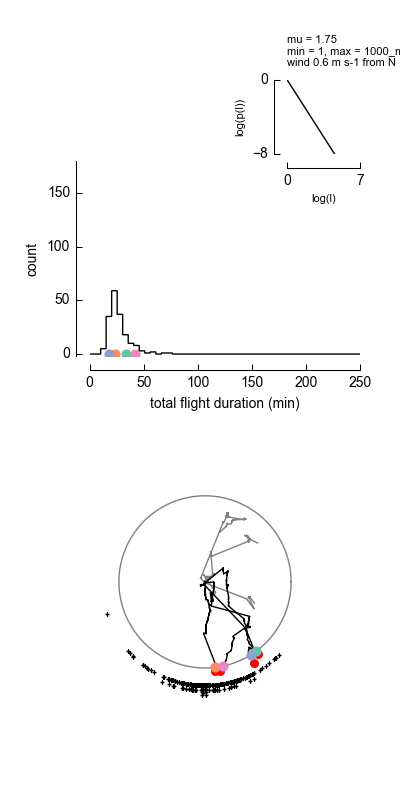 mu = 1.75
min = 1, max = 1000_m
wind 0.6 m s-1 from N
0
−8
log(p(l))
0 7
log(l)
150
100
50
0
count
0 50 100 150 200 250
total flight duration (min)